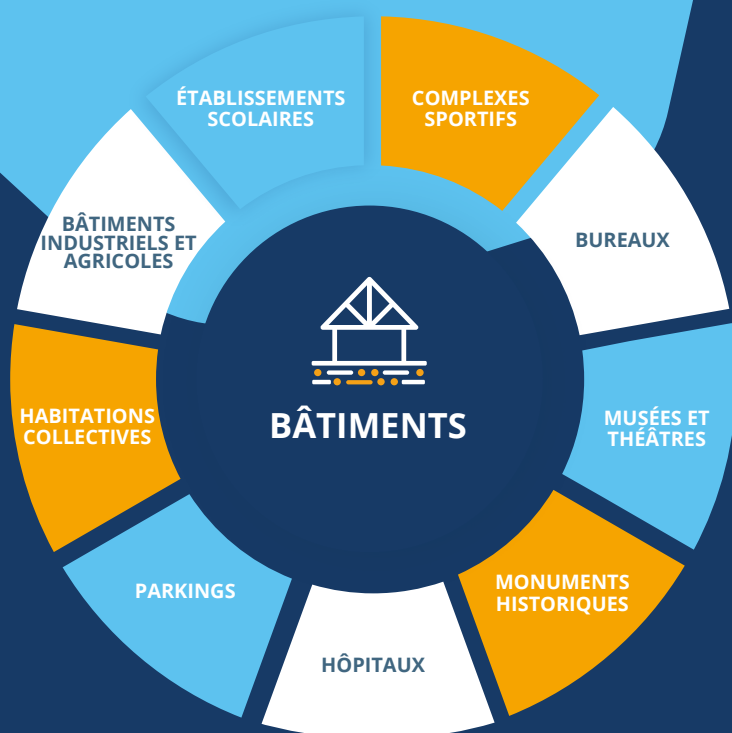 ÉTABLISSEMENTS
SCOLAIRES
COMPLEXES
SPORTIFS
BÂTIMENTS
INDUSTRIELS ET
AGRICOLES
BUREAUX
HABITATIONS
COLLECTIVES
BÂTIMENTS
MUSÉES ET
THÉÂTRES
PARKINGS
MONUMENTS
HISTORIQUES
HÔPITAUX